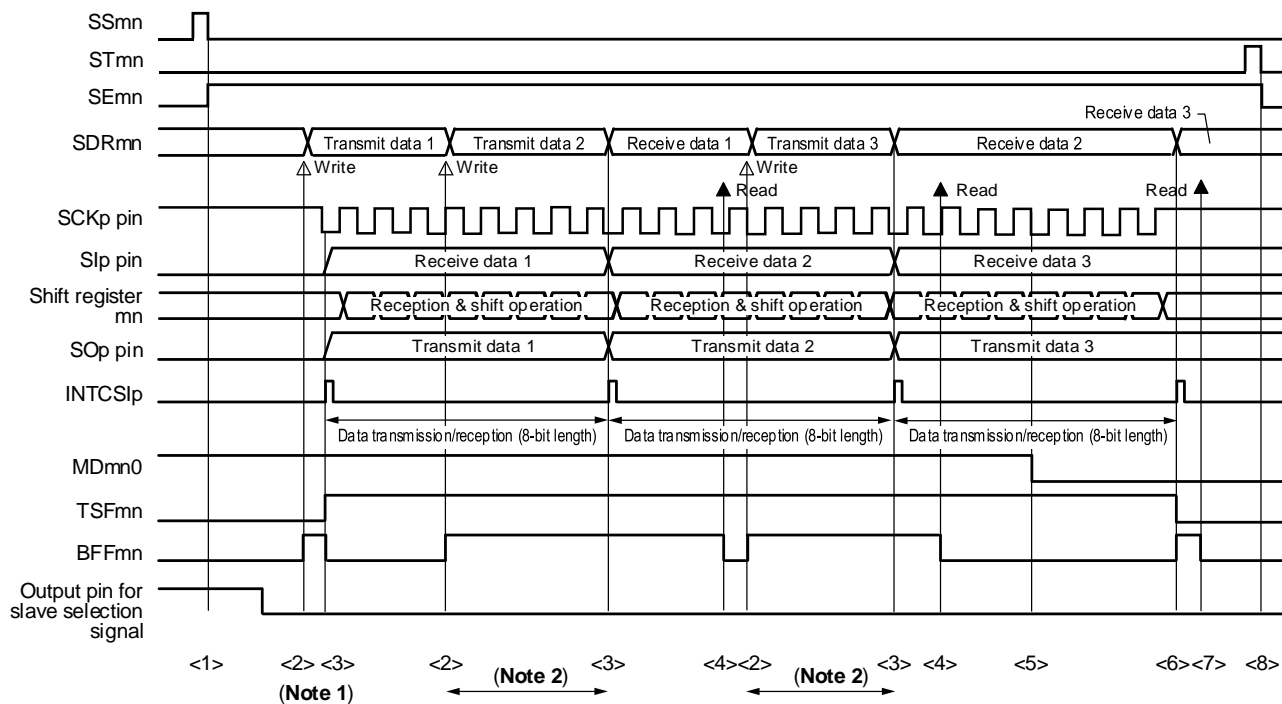 SSmn
STmn
SEmn
Receive data 3
SDRmn Transmit data 1 Transmit data 2 Receive data 1 Transmit data 3 Receive data 2
Write Write Write
Read Read Read
SCKp pin
SIp pin Receive data 1 Receive data 2 Receive data 3
Shift register
mn
Reception & shift operation Reception & shift operation Reception & shift operation
SOp pin Transmit data 1 Transmit data 2 Transmit data 3
INTCSIp
Data transmission/reception (8-bit length) Data transmission/reception (8-bit length) Data transmission/reception (8-bit length)
MDmn0
TSFmn
BFFmn
Output pin for
slave selection
signal
<1> <2> <3> <2> <3> <4> <2> <3> <4> <5> <6> <7> <8>
(Note 1) (Note 2) (Note 2)